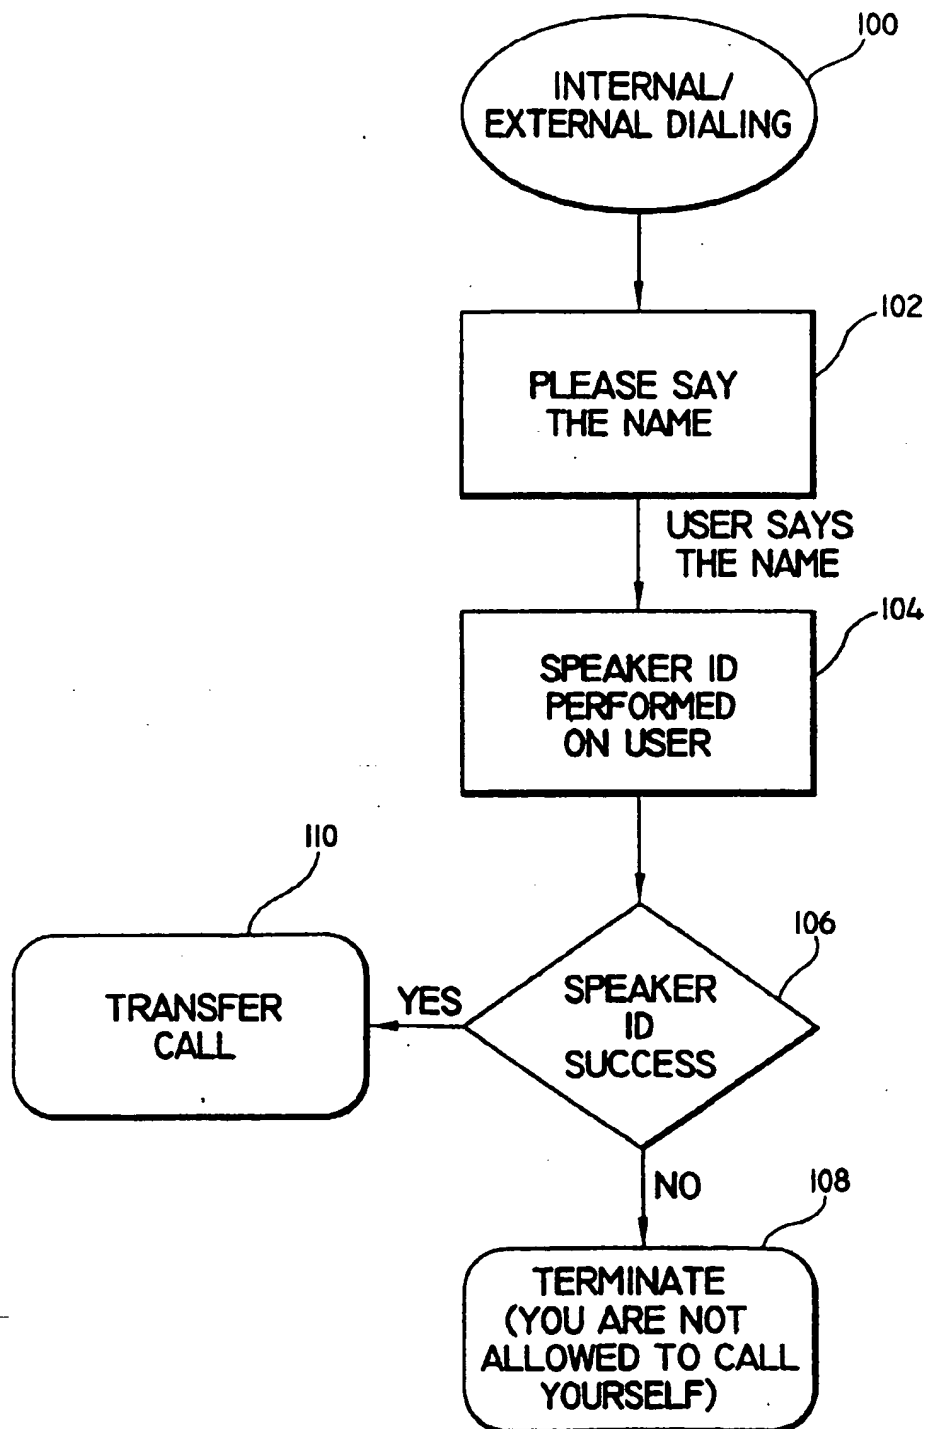 100
INTERNAL/
EXTERNAL DIALING
102
PLEASE SAY
THE NAME
USER SAYS
THE NAME
104
SPEAKER ID
PERFORMED
ON USER
110
106
TRANSFER
CALL
YES
SPEAKER
ID
SUCCESS
NO
108
TERMINATE
(YOU ARE NOT
ALLOWED TO CALL
YOURSELF)